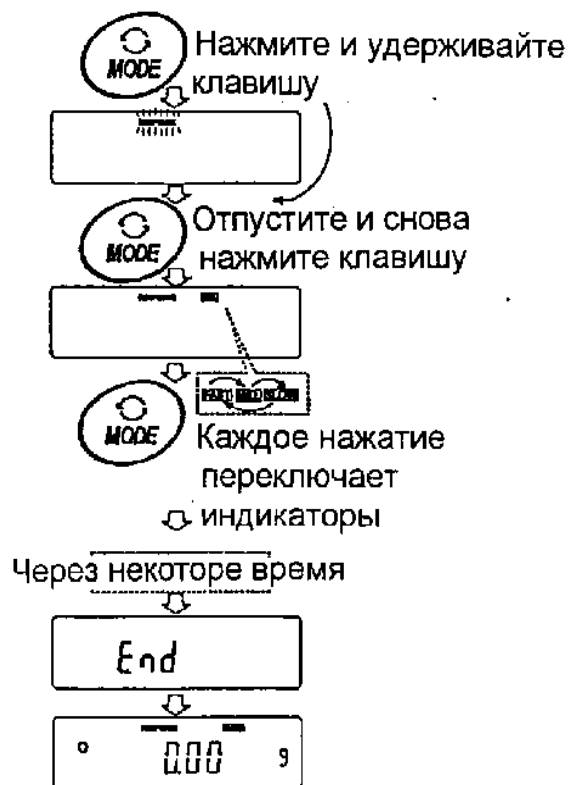 MODE
Нажмите и удерживайте
клавишу
MODE
Отпустите и снова
нажмите клавишу
MODE
Каждое нажатие
переключает
индикаторы
Через некоторе время
End
0.00 g